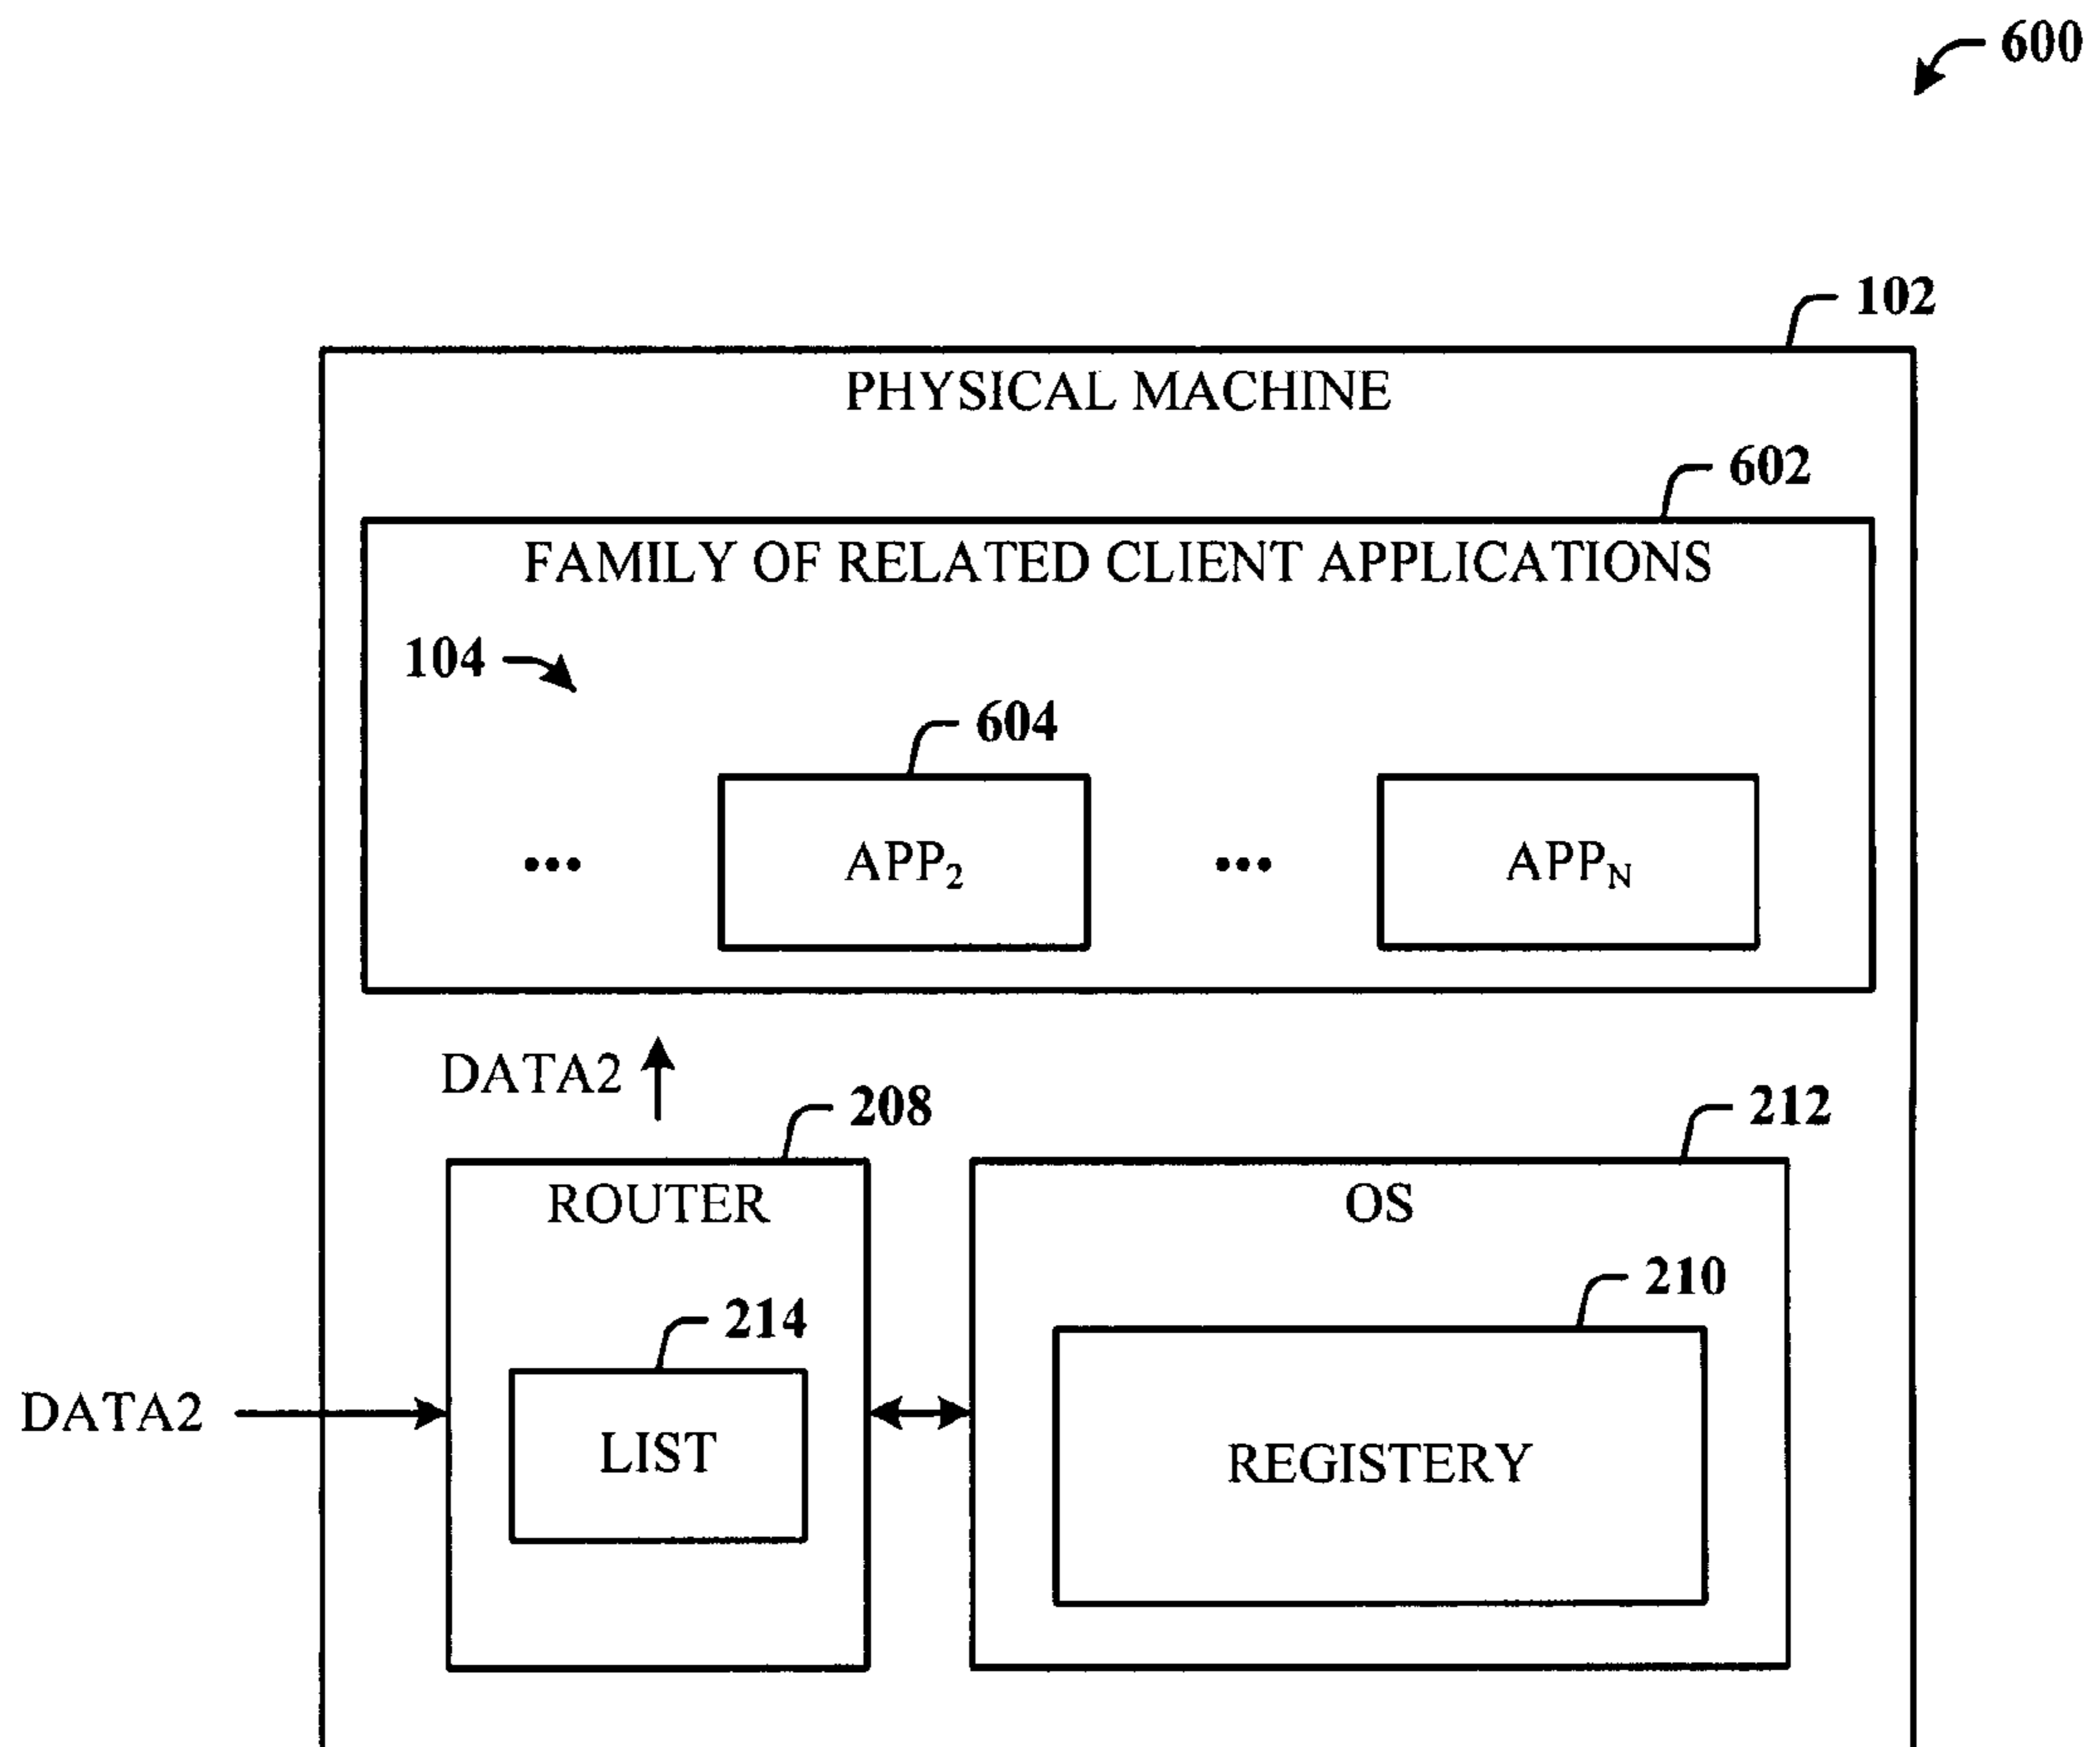 600
102
PHYSICAL MACHINE
602
FAMILY OF RELATED CLIENT APPLICATIONS
104
604
••• APP₂ ••• APP_N
DATA2
208
212
ROUTER
OS
210
214
DATA2
LIST
REGISTERY